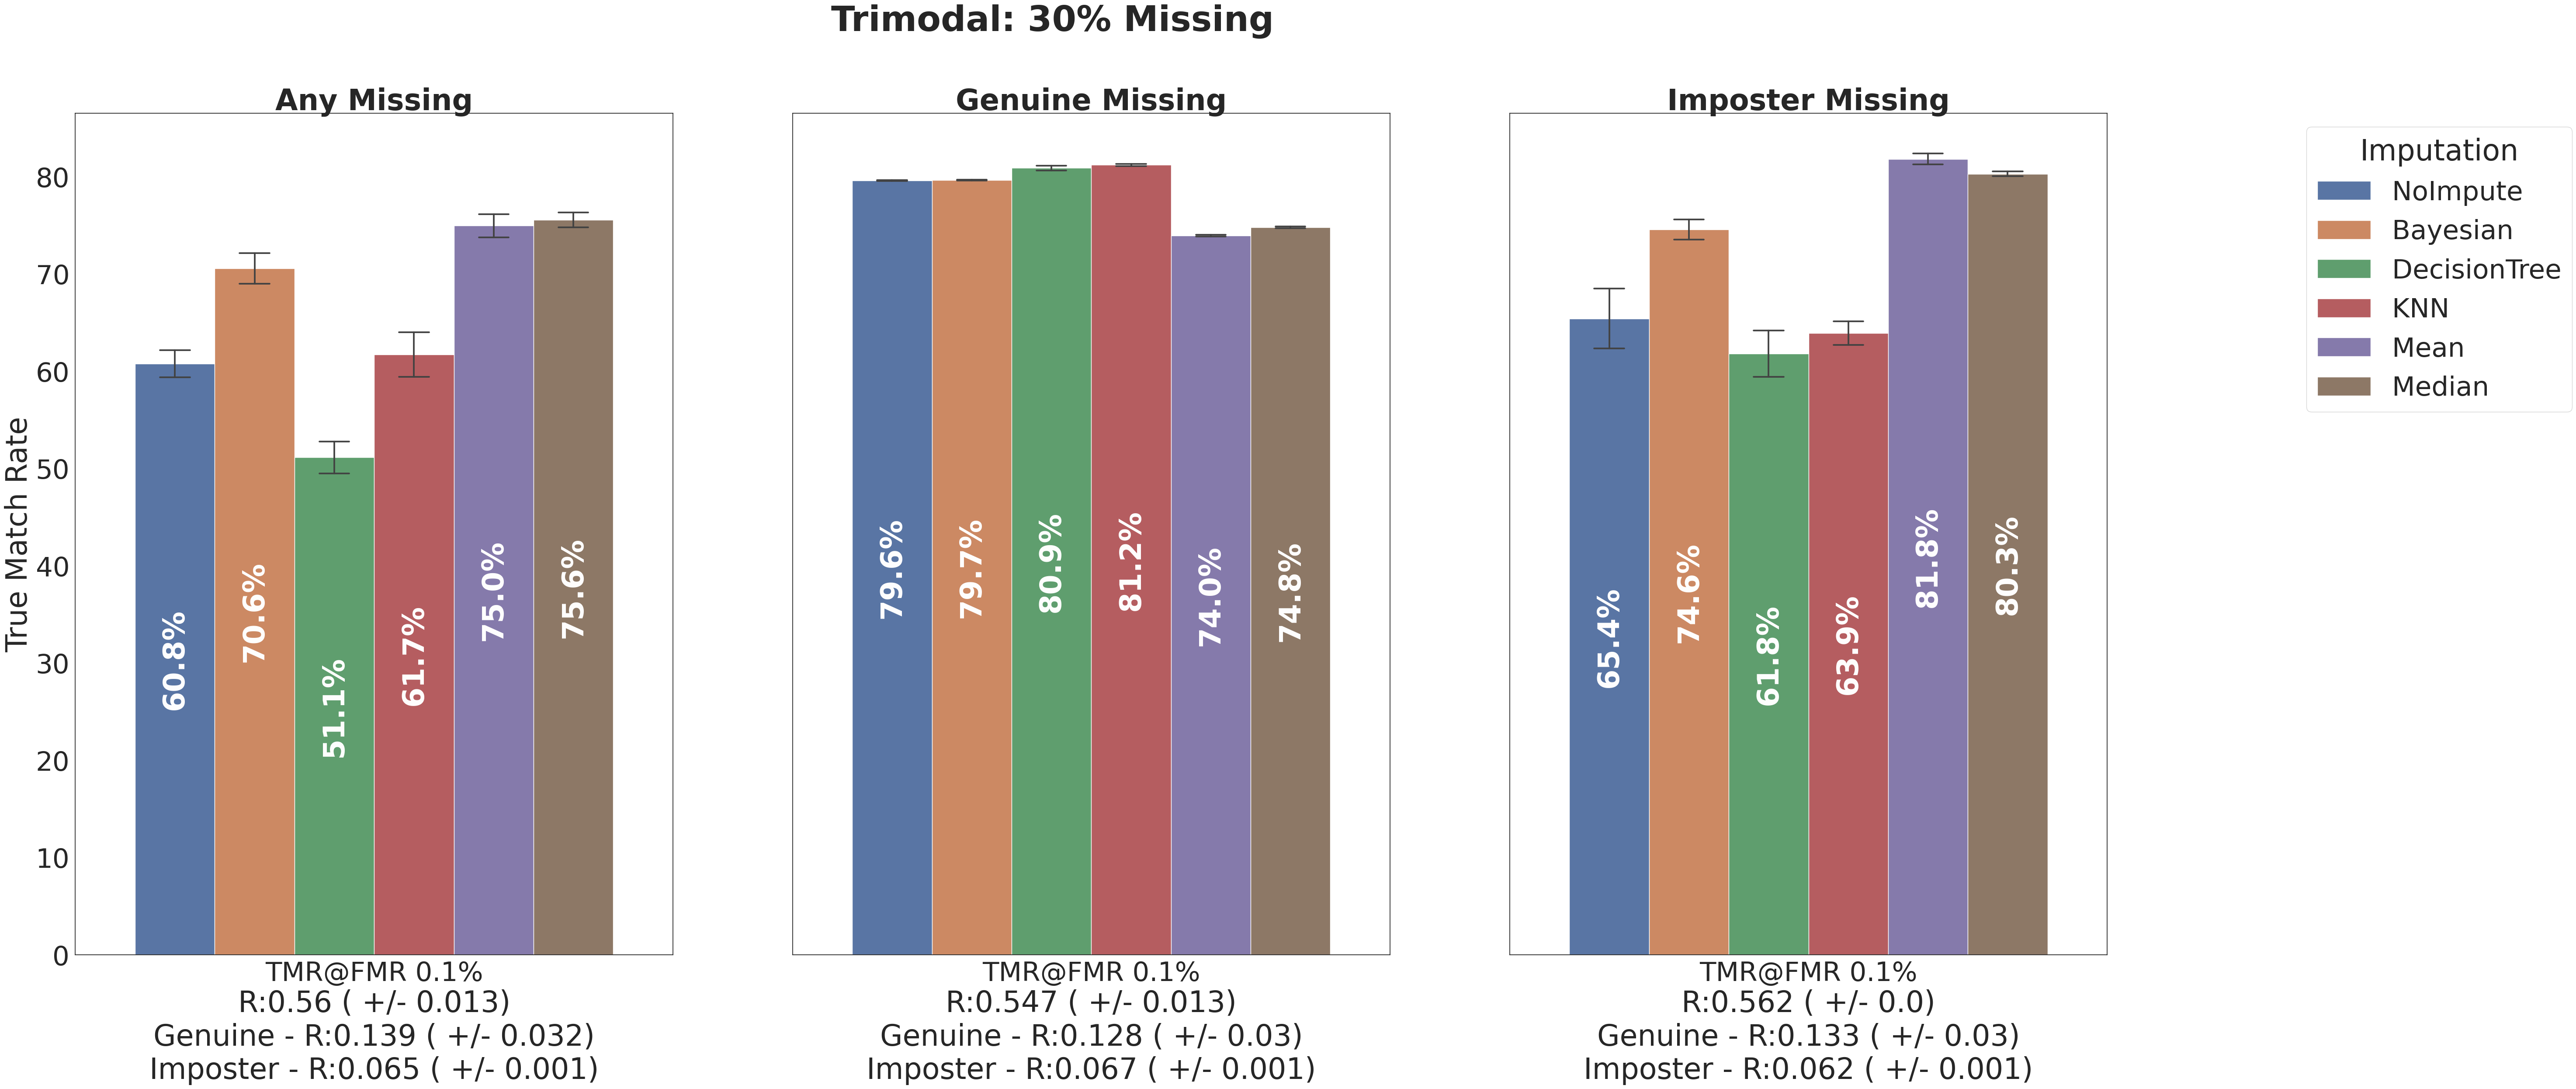 Trimodal: 30% Missing
Any Missing
True Match Rate
80
70
60
50
40
30
20
10
0
60.8%
70.6%
51.1%
61.7%
75.0%
75.6%
TMR@FMR 0.1%
R:0.56 ( +/- 0.013)
Genuine - R:0.139 ( +/- 0.032)
Imposter - R:0.065 ( +/- 0.001)
Genuine Missing
79.6%
79.7%
80.9%
81.2%
74.0%
74.8%
TMR@FMR 0.1%
R:0.547 ( +/- 0.013)
Genuine - R:0.128 ( +/- 0.03)
Imposter - R:0.067 ( +/- 0.001)
Imposter Missing
65.4%
74.6%
61.8%
63.9%
81.8%
80.3%
TMR@FMR 0.1%
R:0.562 ( +/- 0.0)
Genuine - R:0.133 ( +/- 0.03)
Imposter - R:0.062 ( +/- 0.001)
Imputation
NoImpute
Bayesian
DecisionTree
KNN
Mean
Median